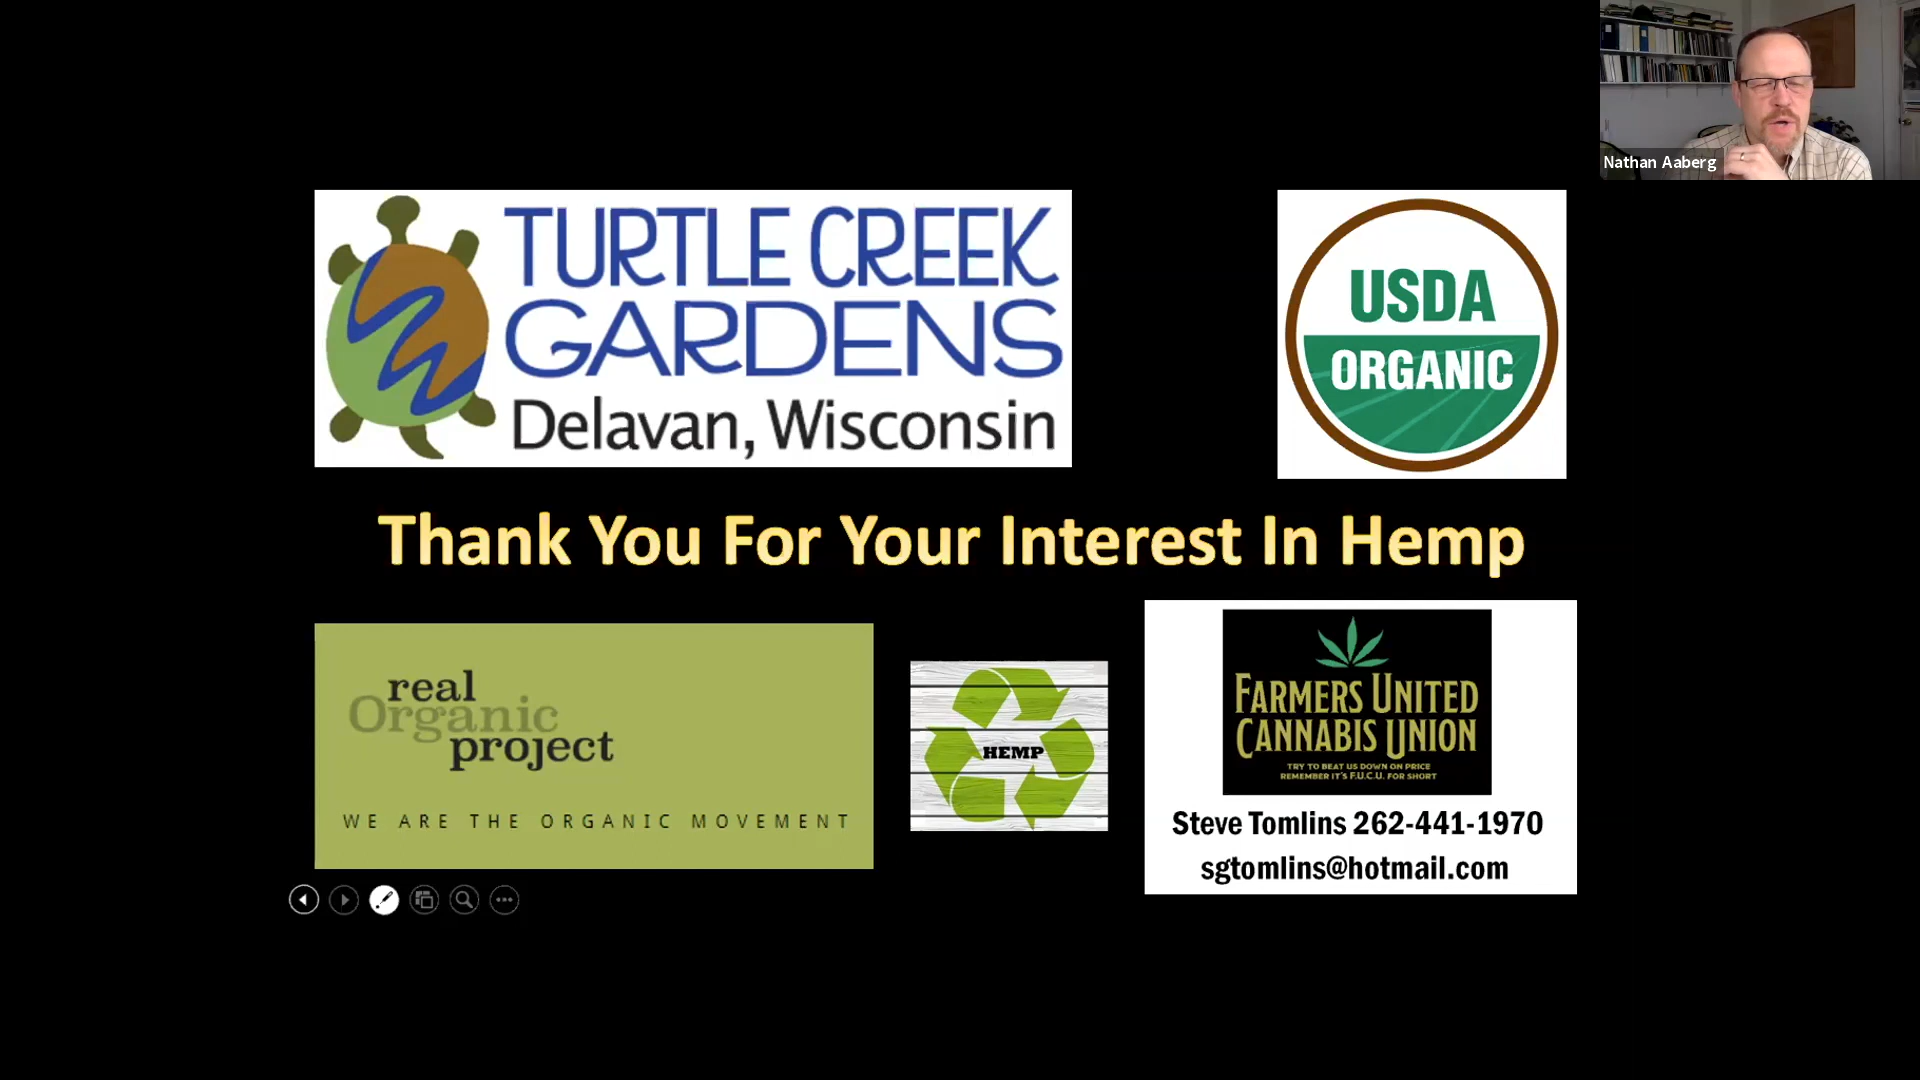 Nathan Aaberg
TURTLE CREEK
GARDENS
Delavan, Wisconsin
USDA
ORGANIC
Thank You For Your Interest In Hemp
real
Organic
project
WE ARE THE ORGANIC MOVEMENT
HEMP
FARMERS UNITED
CANNABIS UNION
TRY TO BEAT US DOWN ON PRICE
REMEMBER IT'S F.U.C.U. FOR SHORT
Steve Tomlins 262-441-1970
sgtomlins@hotmail.com